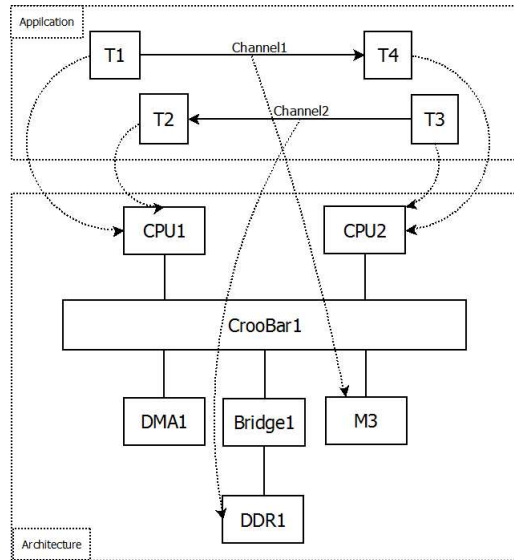 Appilcation
T1
Channel1
T4
T2
Channel2
T3
CPU1
CPU2
CrooBar1
DMA1
Bridge1
M3
DDR1
Architecture